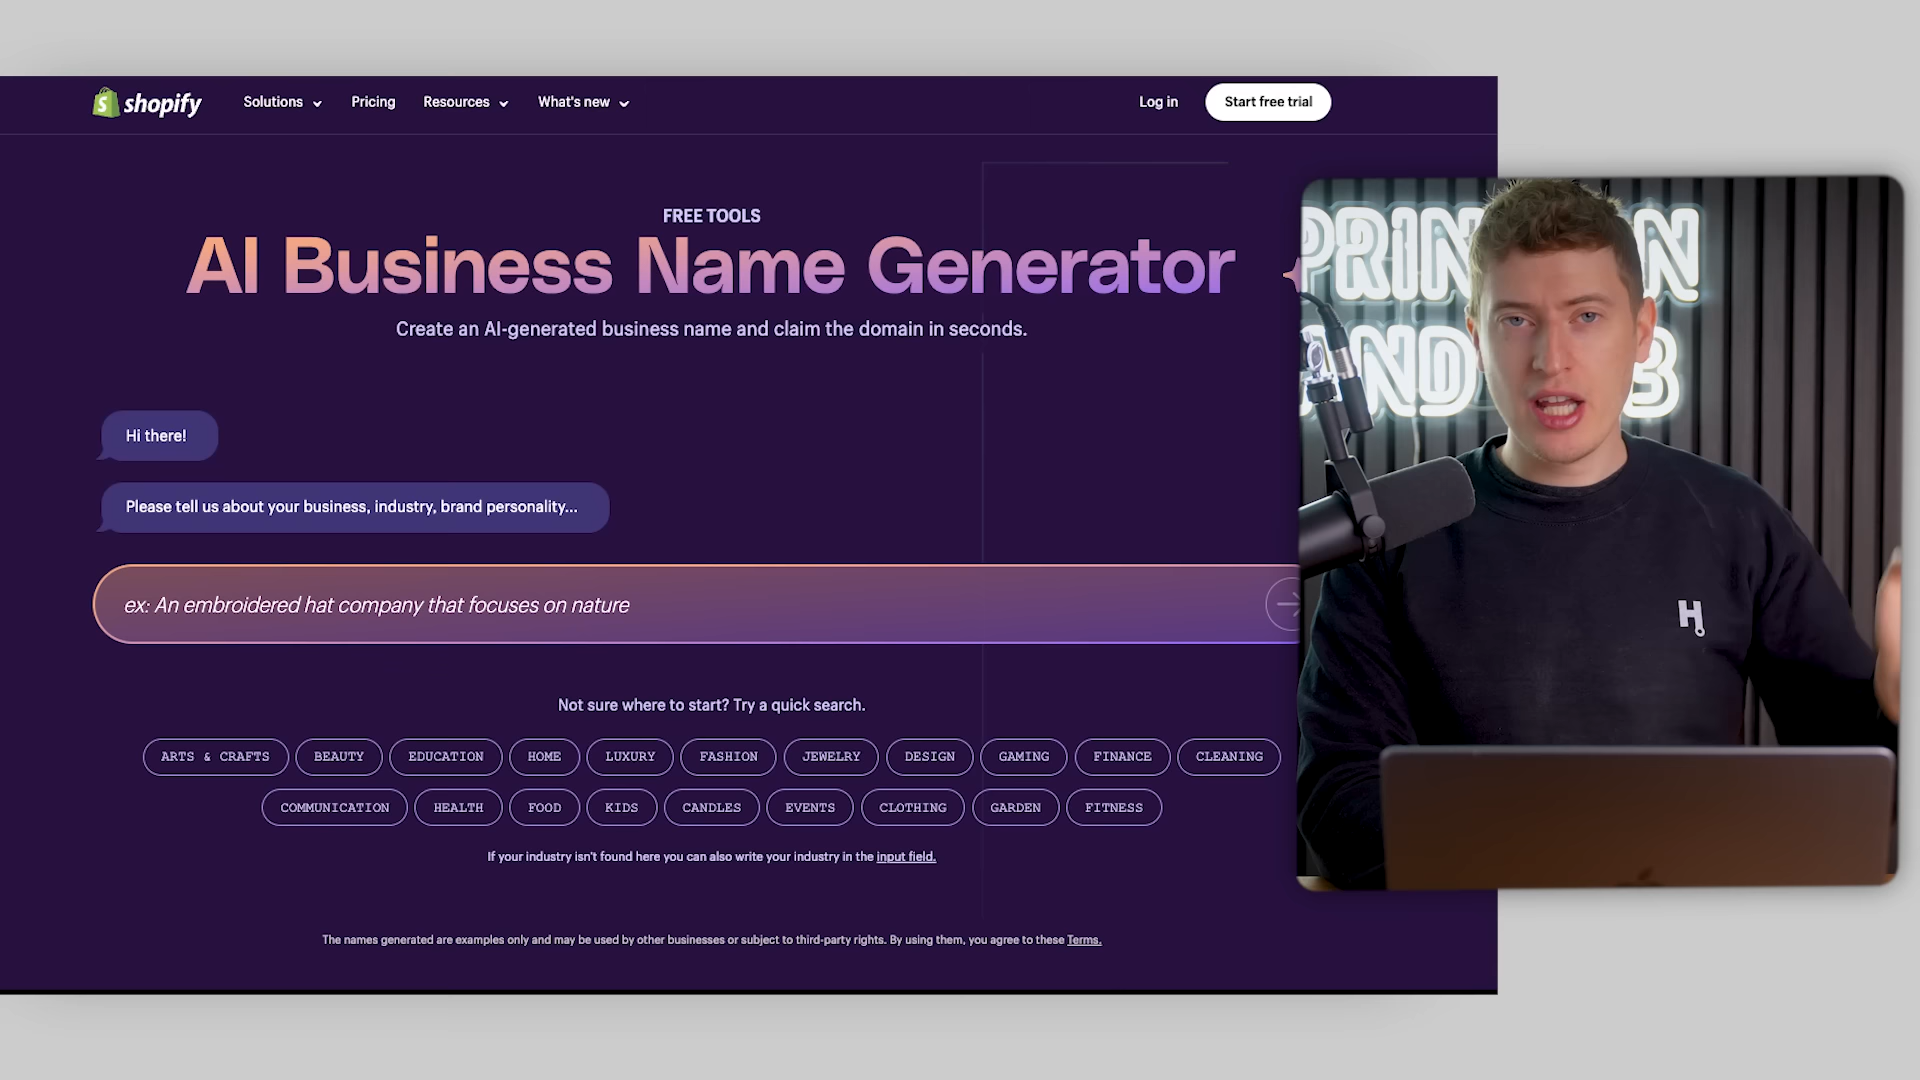 shopify
Solutions
Pricing
Resources
What's new
Log in
Start free trial
FREE TOOLS
AI Business Name Generator
Create an AI-generated business name and claim the domain in seconds.
Hi there!
Please tell us about your business, industry, brand personality...
ex: An embroidered hat company that focuses on nature
Not sure where to start? Try a quick search.
ARTS & CRAFTS
BEAUTY
EDUCATION
HOME
LUXURY
FASHION
JEWELRY
DESIGN
GAMING
FINANCE
CLEANING
COMMUNICATION
HEALTH
FOOD
KIDS
CANDLES
EVENTS
CLOTHING
GARDEN
FITNESS
If your industry isn't found here you can also write your industry in the input field.
The names generated are examples only and may be used by other businesses or subject to third-party rights. By using them, you agree to these Terms.